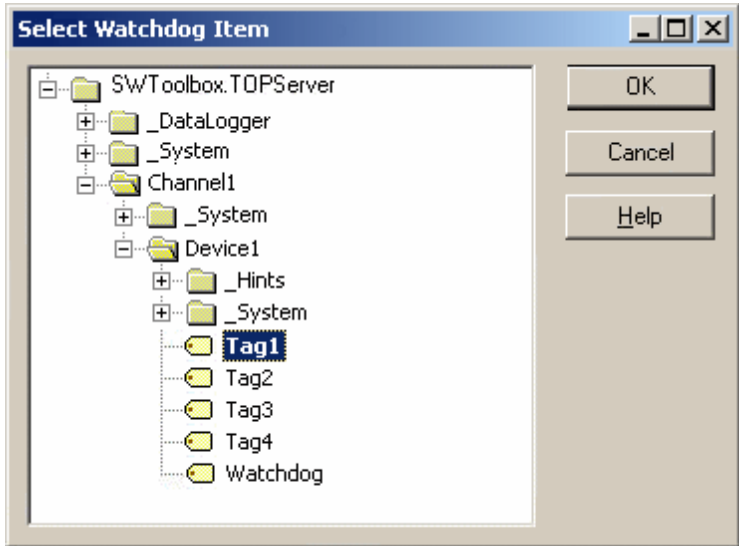 Select Watchdog Item
SWToolbox.TOPServer
OK
_DataLogger
_System
Cancel
Channel1
_System
Help
Device1
_Hints
_System
Tag1
Tag2
Tag3
Tag4
Watchdog